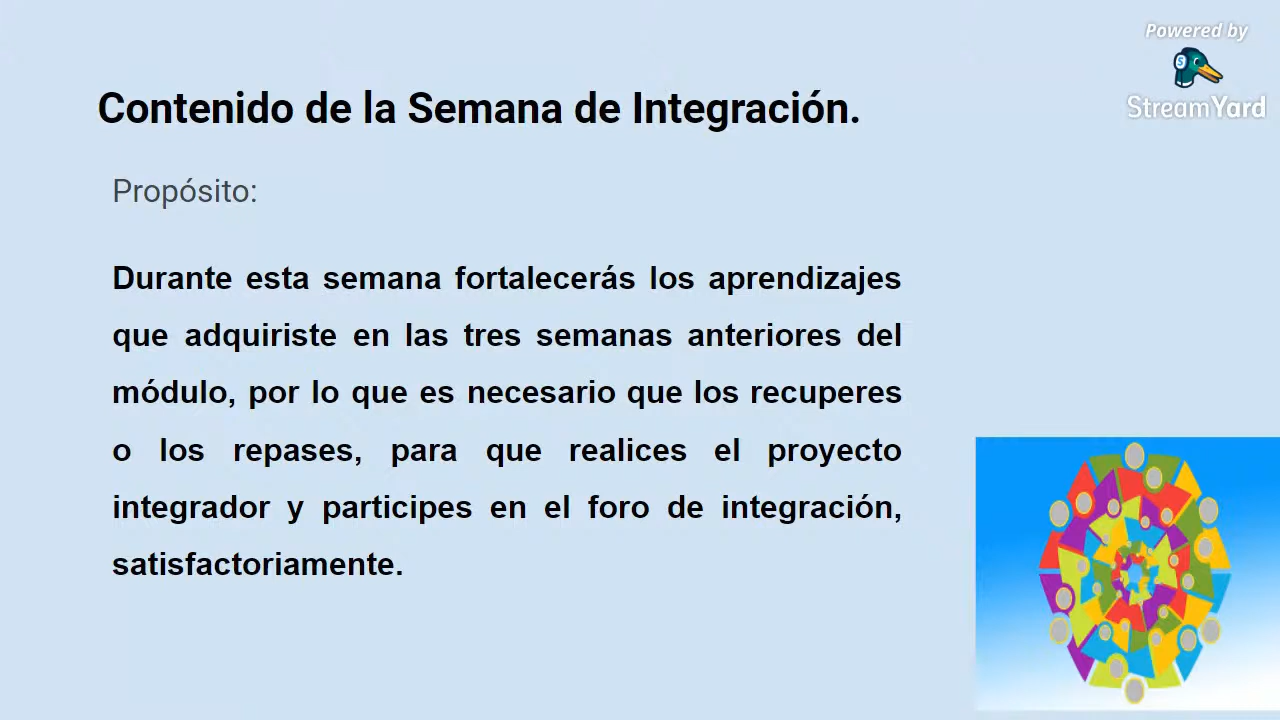 Powered by
StreamYard
Contenido de la Semana de Integración.
Propósito:
Durante esta semana fortalecerás los aprendizajes
que adquiriste en las tres semanas anteriores del
módulo, por lo que es necesario que los recuperes
o los repases, para que realices el proyecto
integrador y participes en el foro de integración,
satisfactoriamente.